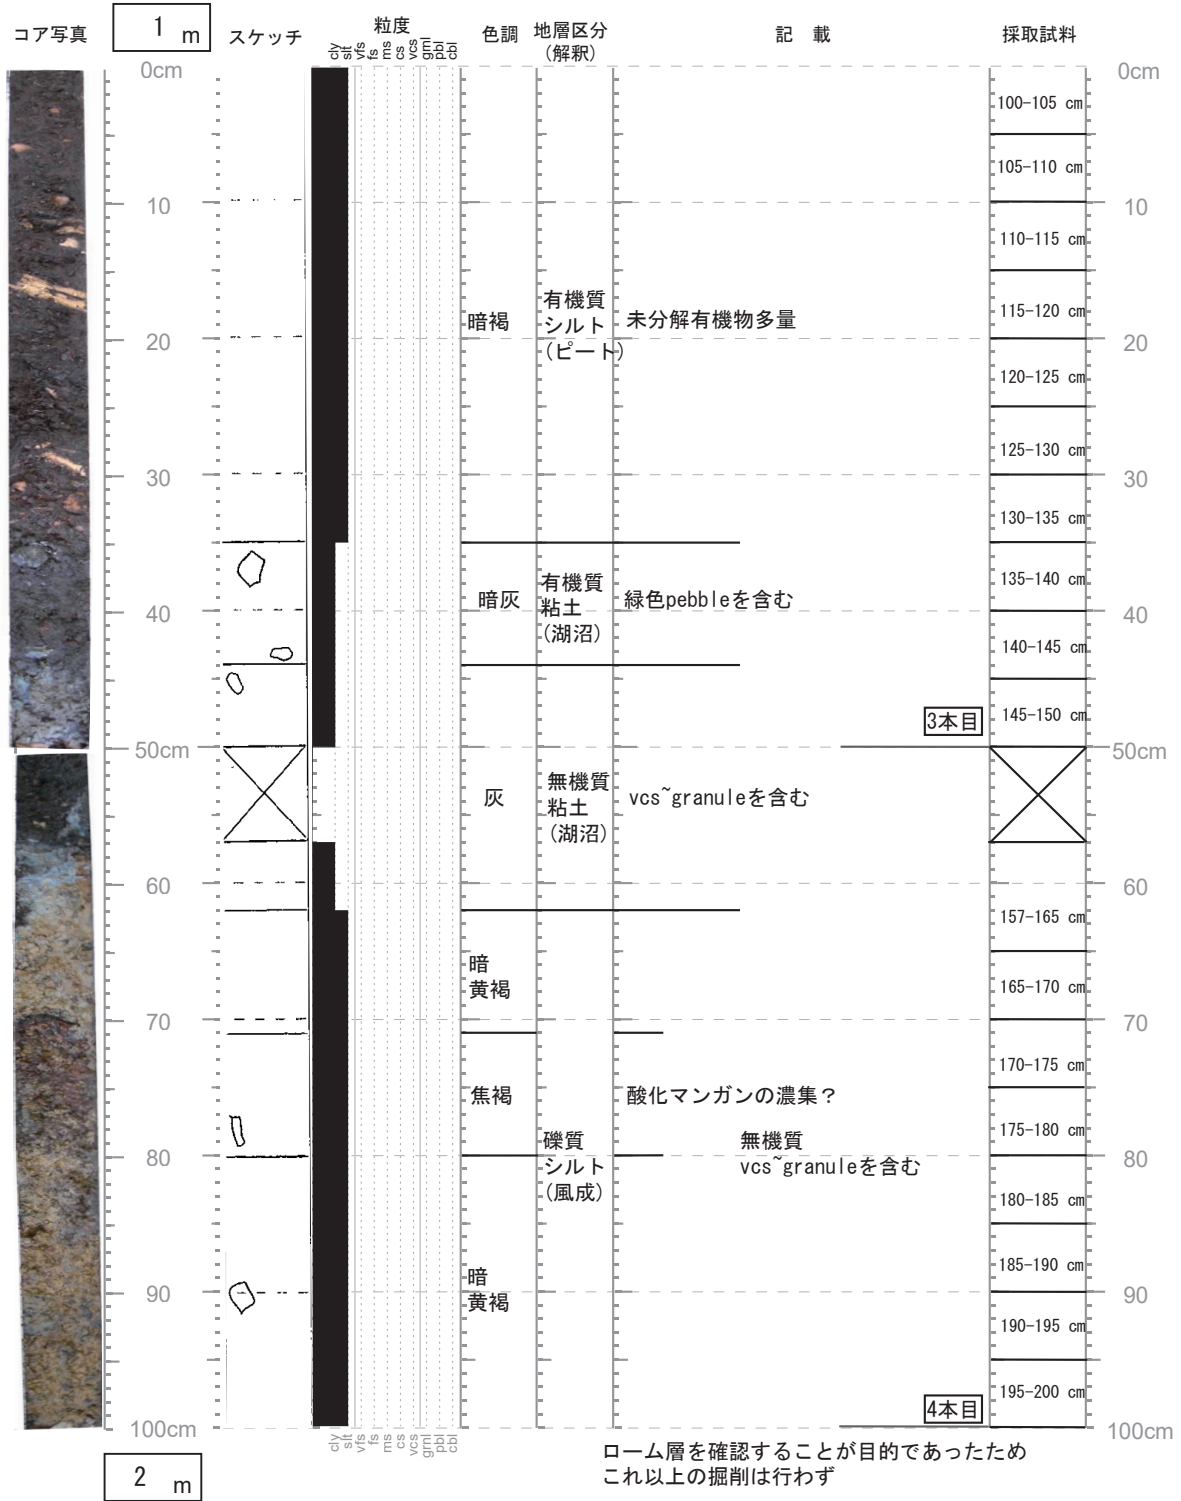 コア写真
1 m
スケッチ
粒度
cly slt vfs fs ms cs vcs grnl pbl cbl
色調
地層区分
(解釈)
記 載
採取試料
0cm
10
20
30
40
50cm
60
70
80
90
100cm
暗褐
有機質
シルト
(ピート)
未分解有機物多量
暗灰
有機質
粘土
(湖沼)
緑色pebbleを含む
3本目
灰
無機質
粘土
(湖沼)
vcs~granuleを含む
暗
黄褐
焦褐
酸化マンガンの濃集？
礫質
シルト
(風成)
無機質
vcs~granuleを含む
暗
黄褐
4本目
100-105 cm
105-110 cm
110-115 cm
115-120 cm
120-125 cm
125-130 cm
130-135 cm
135-140 cm
140-145 cm
145-150 cm
157-165 cm
165-170 cm
170-175 cm
175-180 cm
180-185 cm
185-190 cm
190-195 cm
195-200 cm
0cm
10
20
30
40
50cm
60
70
80
90
100cm
cly slt vfs fs ms cs vcs grnl pbl cbl
ローム層を確認することが目的であったため
これ以上の掘削は行わず
2 m